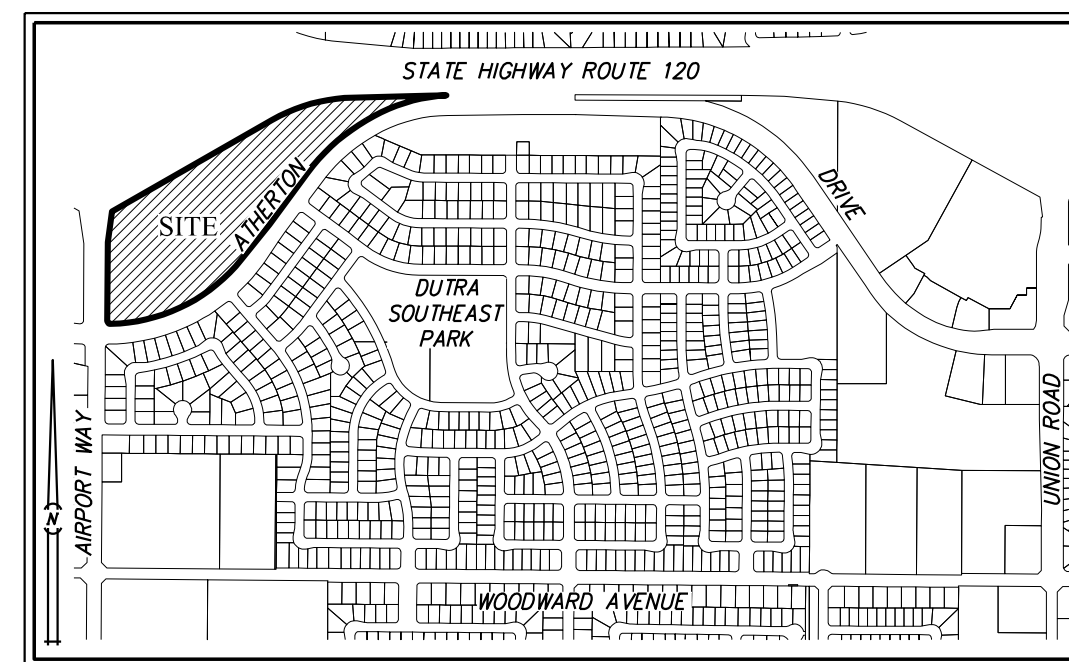 STATE HIGHWAY ROUTE 120
ATHERTON
DRIVE
SITE
DUTRA
SOUTHEAST
PARK
AIRPORT WAY
UNION ROAD
N
WOODWARD AVENUE